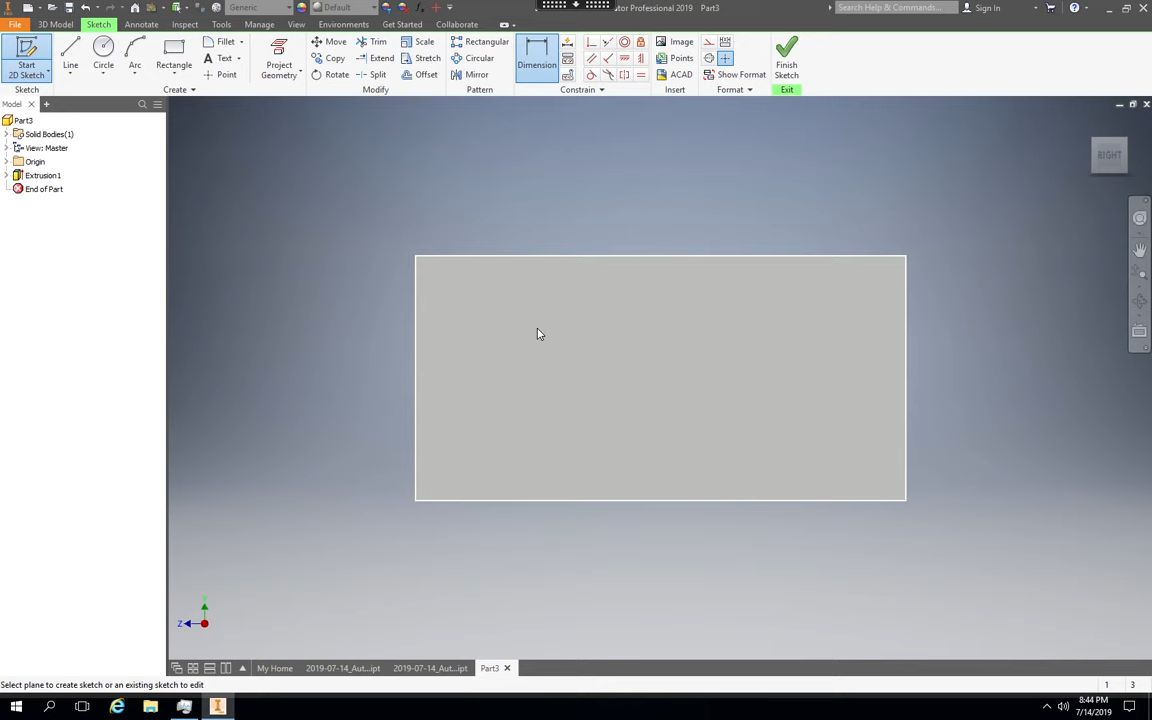 Generic
Default
tor Professional 2019 Part3
Search Help & Commands...
Sign In
File
3D Model
Sketch
Annotate
Inspect
Tools
Manage
View
Environments
Get Started
Collaborate
Start
2D Sketch
Line
Circle
Arc
Rectangle
Fillet
Text
Point
Project
Geometry
Move
Copy
Rotate
Trim
Extend
Split
Scale
Stretch
Offset
Rectangular
Circular
Mirror
Dimension
Image
Points
ACAD
Show Format
Finish
Sketch
Sketch
Create
Modify
Pattern
Constrain
Insert
Format
Exit
Model
Part3
Solid Bodies(1)
View: Master
Origin
Extrusion1
End of Part
RIGHT
Y
Z
My Home
2019-07-14_Aut...ipt
2019-07-14_Aut...ipt
Part3
Select plane to create sketch or an existing sketch to edit
1
3
8:44 PM
7/14/2019